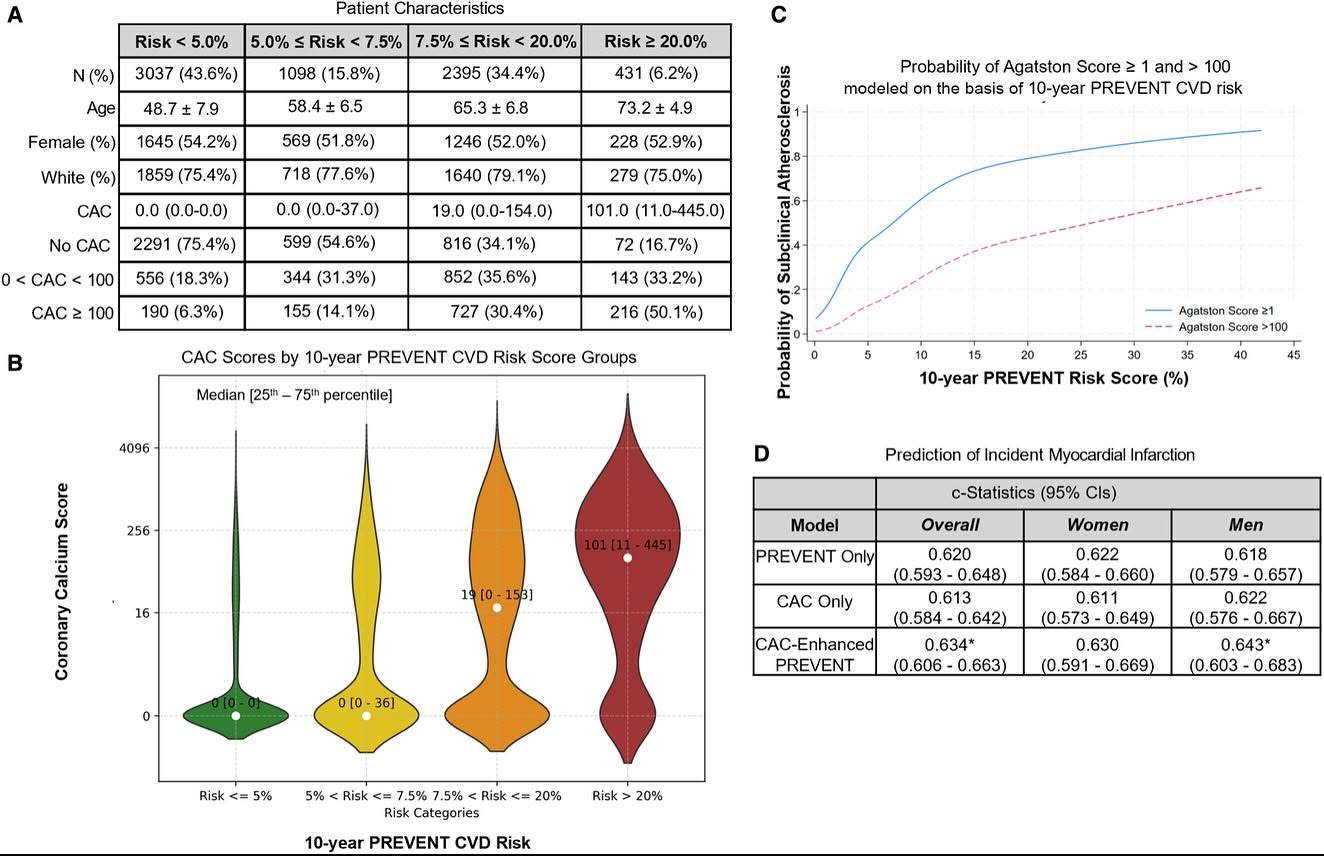 A
Patient Characteristics
Risk < 5.0% 5.0% ≤ Risk < 7.5% 7.5% ≤ Risk < 20.0% Risk ≥ 20.0%
N (%) 3037 (43.6%) 1098 (15.8%) 2395 (34.4%) 431 (6.2%)
Age 48.7 ± 7.9 58.4 ± 6.5 65.3 ± 6.8 73.2 ± 4.9
Female (%) 1645 (54.2%) 569 (51.8%) 1246 (52.0%) 228 (52.9%)
White (%) 1859 (75.4%) 718 (77.6%) 1640 (79.1%) 279 (75.0%)
CAC 0.0 (0.0-0.0) 0.0 (0.0-37.0) 19.0 (0.0-154.0) 101.0 (11.0-445.0)
No CAC 2291 (75.4%) 599 (54.6%) 816 (34.1%) 72 (16.7%)
0 < CAC < 100 556 (18.3%) 344 (31.3%) 852 (35.6%) 143 (33.2%)
CAC ≥ 100 190 (6.3%) 155 (14.1%) 727 (30.4%) 216 (50.1%)
B
CAC Scores by 10-year PREVENT CVD Risk Score Groups
Median [25th – 75th percentile]
Coronary Calcium Score
4096
256
16
0
0 [0 - 0]
0 [0 - 36]
19 [0 - 153]
101 [11 - 445]
Risk <= 5% 5% < Risk <= 7.5% 7.5% < Risk <= 20% Risk > 20%
Risk Categories
10-year PREVENT CVD Risk
C
Probability of Agatston Score ≥ 1 and > 100
modeled on the basis of 10-year PREVENT CVD risk
Probability of Subclinical Atherosclerosis
1
.8
.6
.4
.2
0
Agatston Score ≥1
Agatston Score >100
0 5 10 15 20 25 30 35 40 45
10-year PREVENT Risk Score (%)
D
Prediction of Incident Myocardial Infarction
c-Statistics (95% CIs)
Model Overall Women Men
PREVENT Only 0.620 0.622 0.618
(0.593 - 0.648) (0.584 - 0.660) (0.579 - 0.657)
CAC Only 0.613 0.611 0.622
(0.584 - 0.642) (0.573 - 0.649) (0.576 - 0.667)
CAC-Enhanced 0.634* 0.630 0.643*
PREVENT (0.606 - 0.663) (0.591 - 0.669) (0.603 - 0.683)